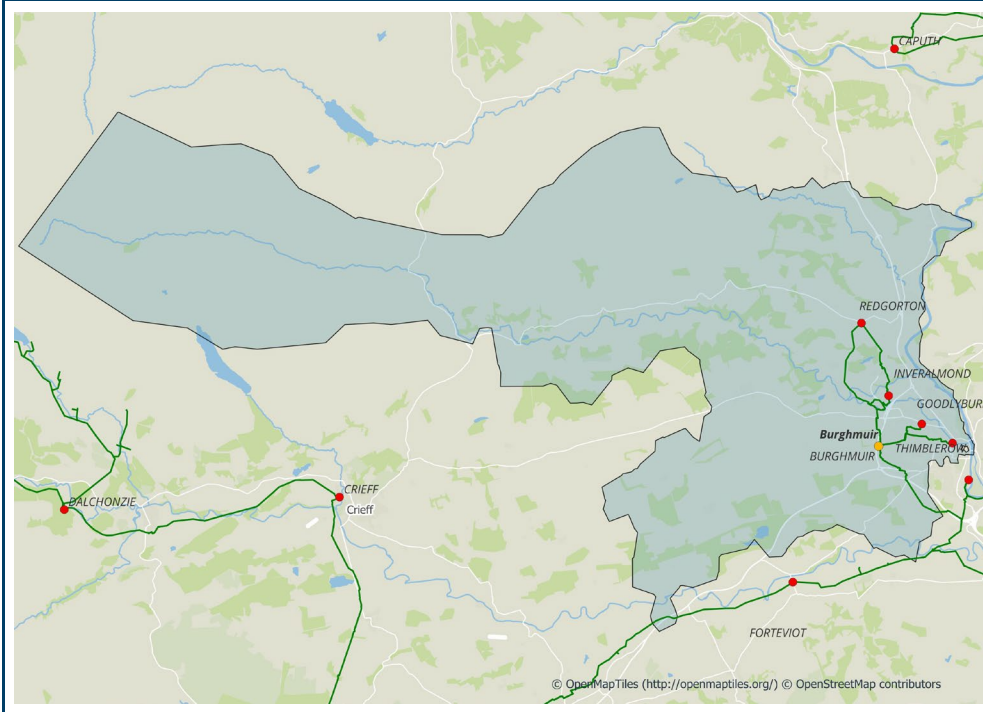 CAPUTH
REDGORTON
INVERALMOND
GOODLYBUR
Burghmuir
BURGHMUIR
THIMBLEROW
CRIEFF
Crieff
DALCHONZIE
FORTEVIOT
© OpenMapTiles (http://openmaptiles.org/) © OpenStreetMap contributors